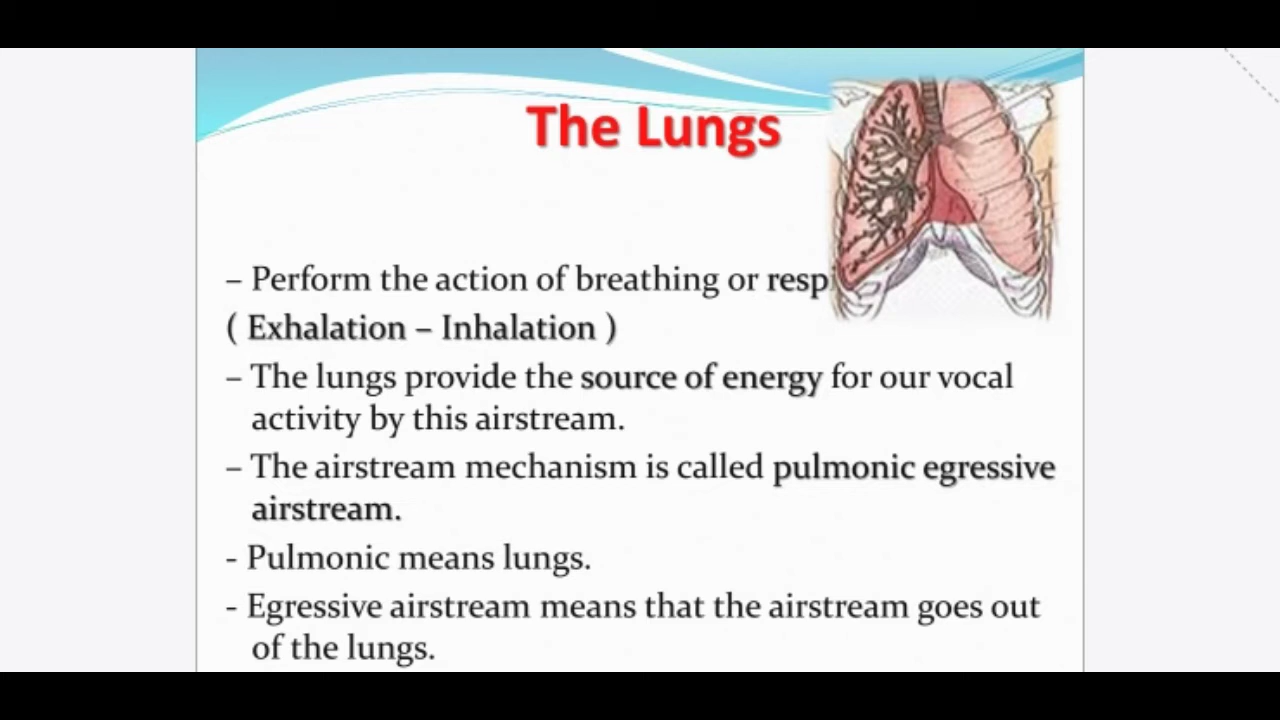 The Lungs
– Perform the action of breathing or
( Exhalation – Inhalation )
– The lungs provide the source of energy for our vocal
activity by this airstream.
– The airstream mechanism is called pulmonic egressive
airstream.
- Pulmonic means lungs.
- Egressive airstream means that the airstream goes out
of the lungs.